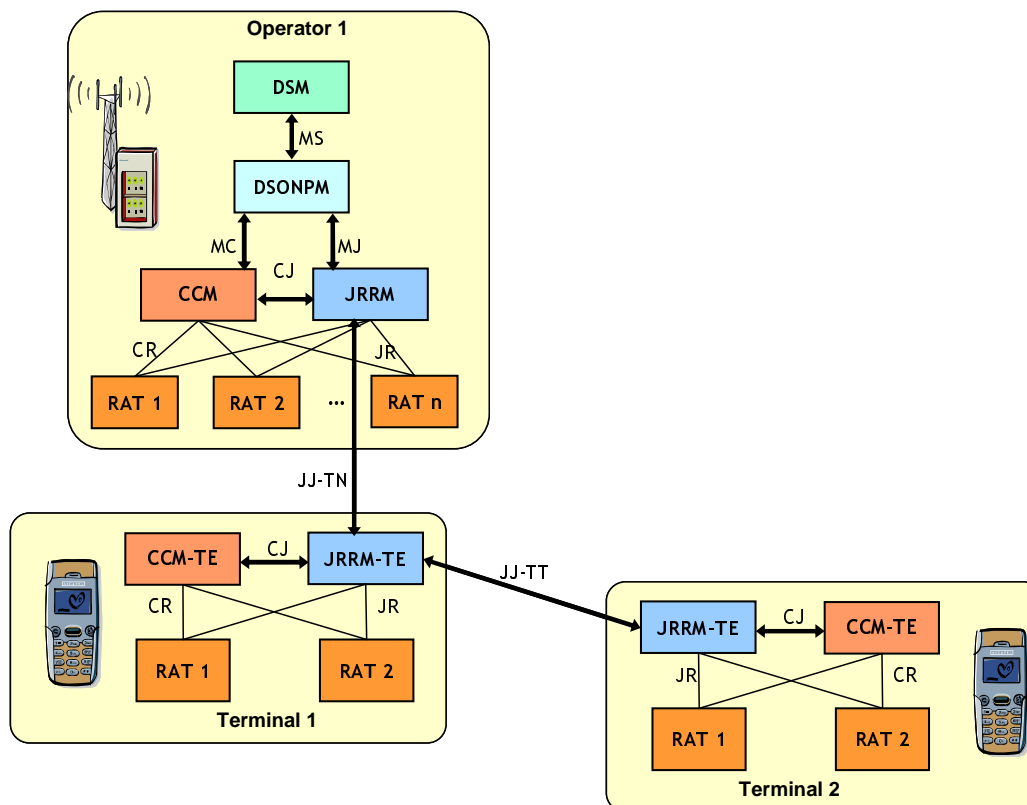 Operator 1
DSM
MS
DSONPM
MC
MJ
CJ
CCM
JRRM
CR
JR
RAT 1
RAT 2
...
RAT n
JJ-TN
CCM-TE
CJ
JRRM-TE
JJ-TT
CR
JR
RAT 1
RAT 2
Terminal 1
JRRM-TE
CJ
CCM-TE
JR
CR
RAT 1
RAT 2
Terminal 2